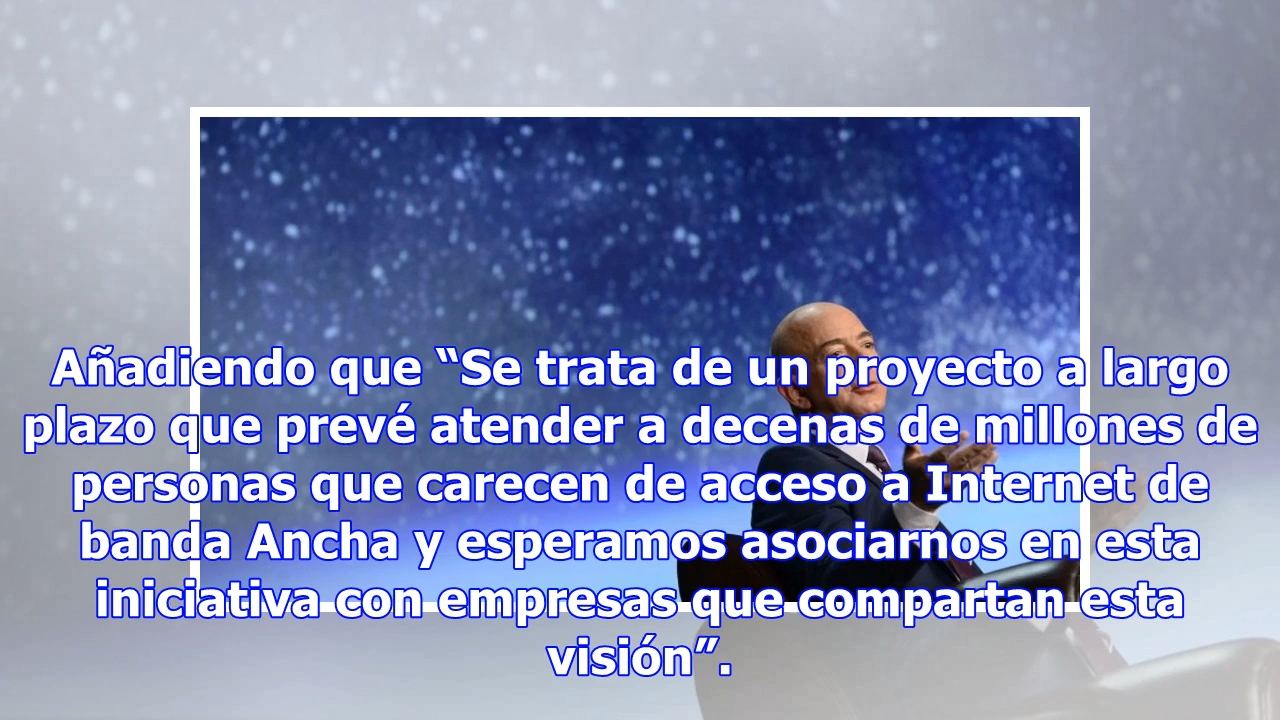 Añadiendo que “Se trata de un proyecto a largo
plazo que prevé atender a decenas de millones de
personas que carecen de acceso a Internet de
banda Ancha y esperamos asociarnos en esta
iniciativa con empresas que compartan esta
visión”.